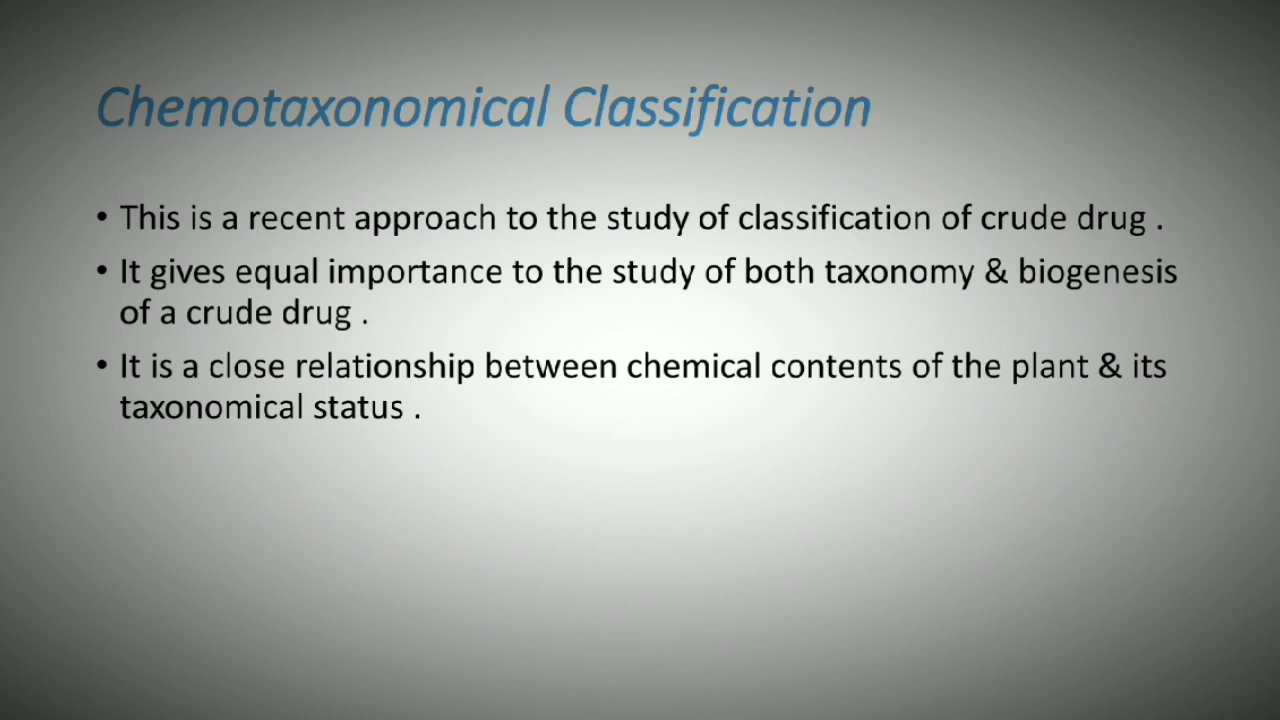 Chemotaxonomical Classification
• This is a recent approach to the study of classification of crude drug .
• It gives equal importance to the study of both taxonomy & biogenesis
of a crude drug .
• It is a close relationship between chemical contents of the plant & its
taxonomical status .